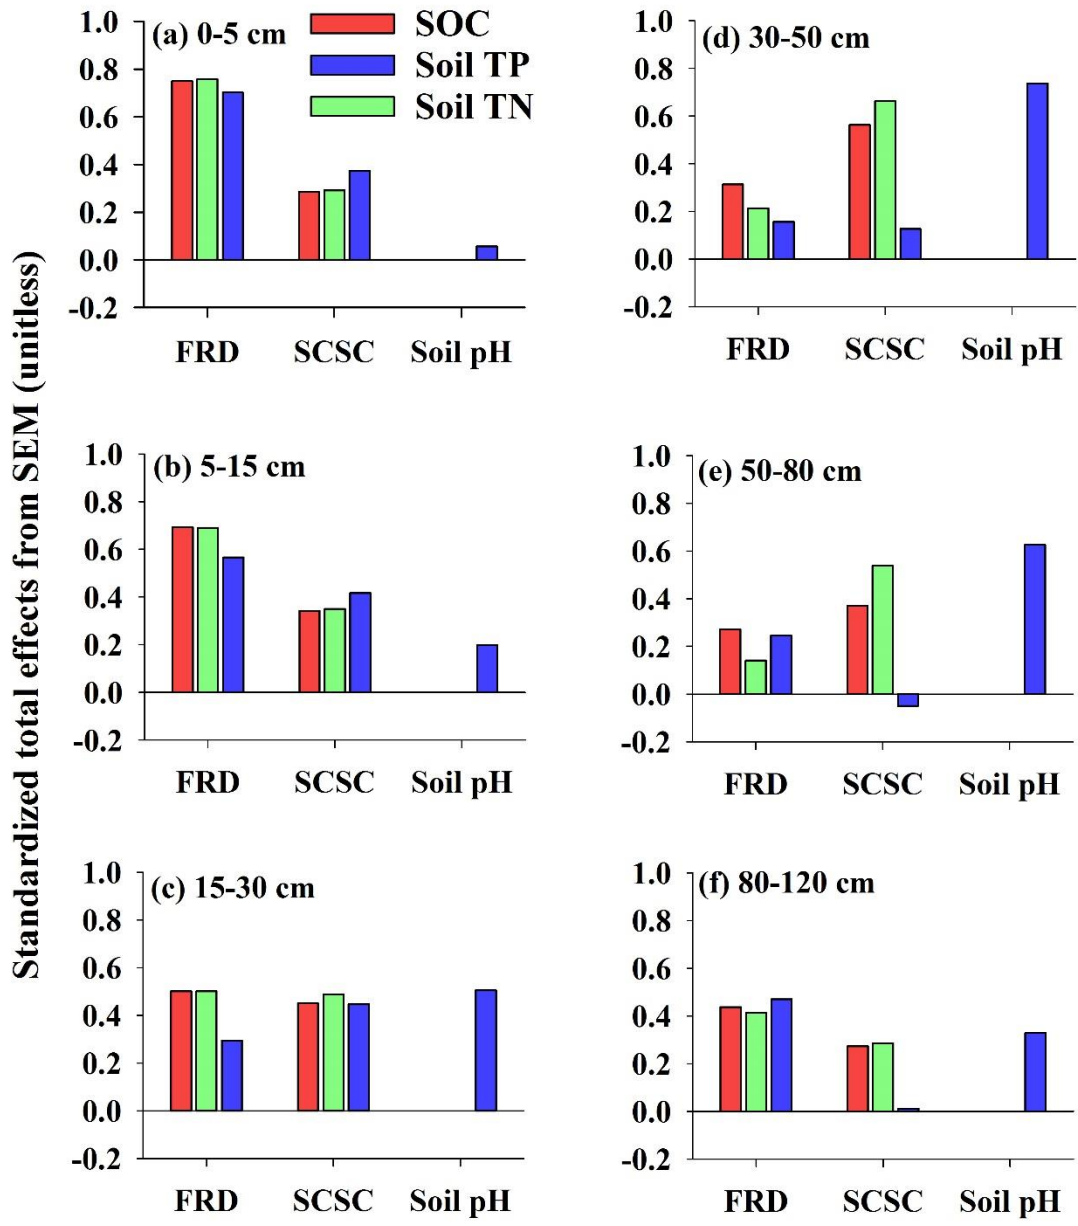 Standardized total effects from SEM (unitless)
(a) 0-5 cm
SOC
Soil TP
Soil TN
1.0
0.8
0.6
0.4
0.2
0.0
-0.2
FRD SCSC Soil pH
(b) 5-15 cm
1.0
0.8
0.6
0.4
0.2
0.0
-0.2
FRD SCSC Soil pH
(c) 15-30 cm
1.0
0.8
0.6
0.4
0.2
0.0
-0.2
FRD SCSC Soil pH
(d) 30-50 cm
1.0
0.8
0.6
0.4
0.2
0.0
-0.2
FRD SCSC Soil pH
(e) 50-80 cm
1.0
0.8
0.6
0.4
0.2
0.0
-0.2
FRD SCSC Soil pH
(f) 80-120 cm
1.0
0.8
0.6
0.4
0.2
0.0
-0.2
FRD SCSC Soil pH